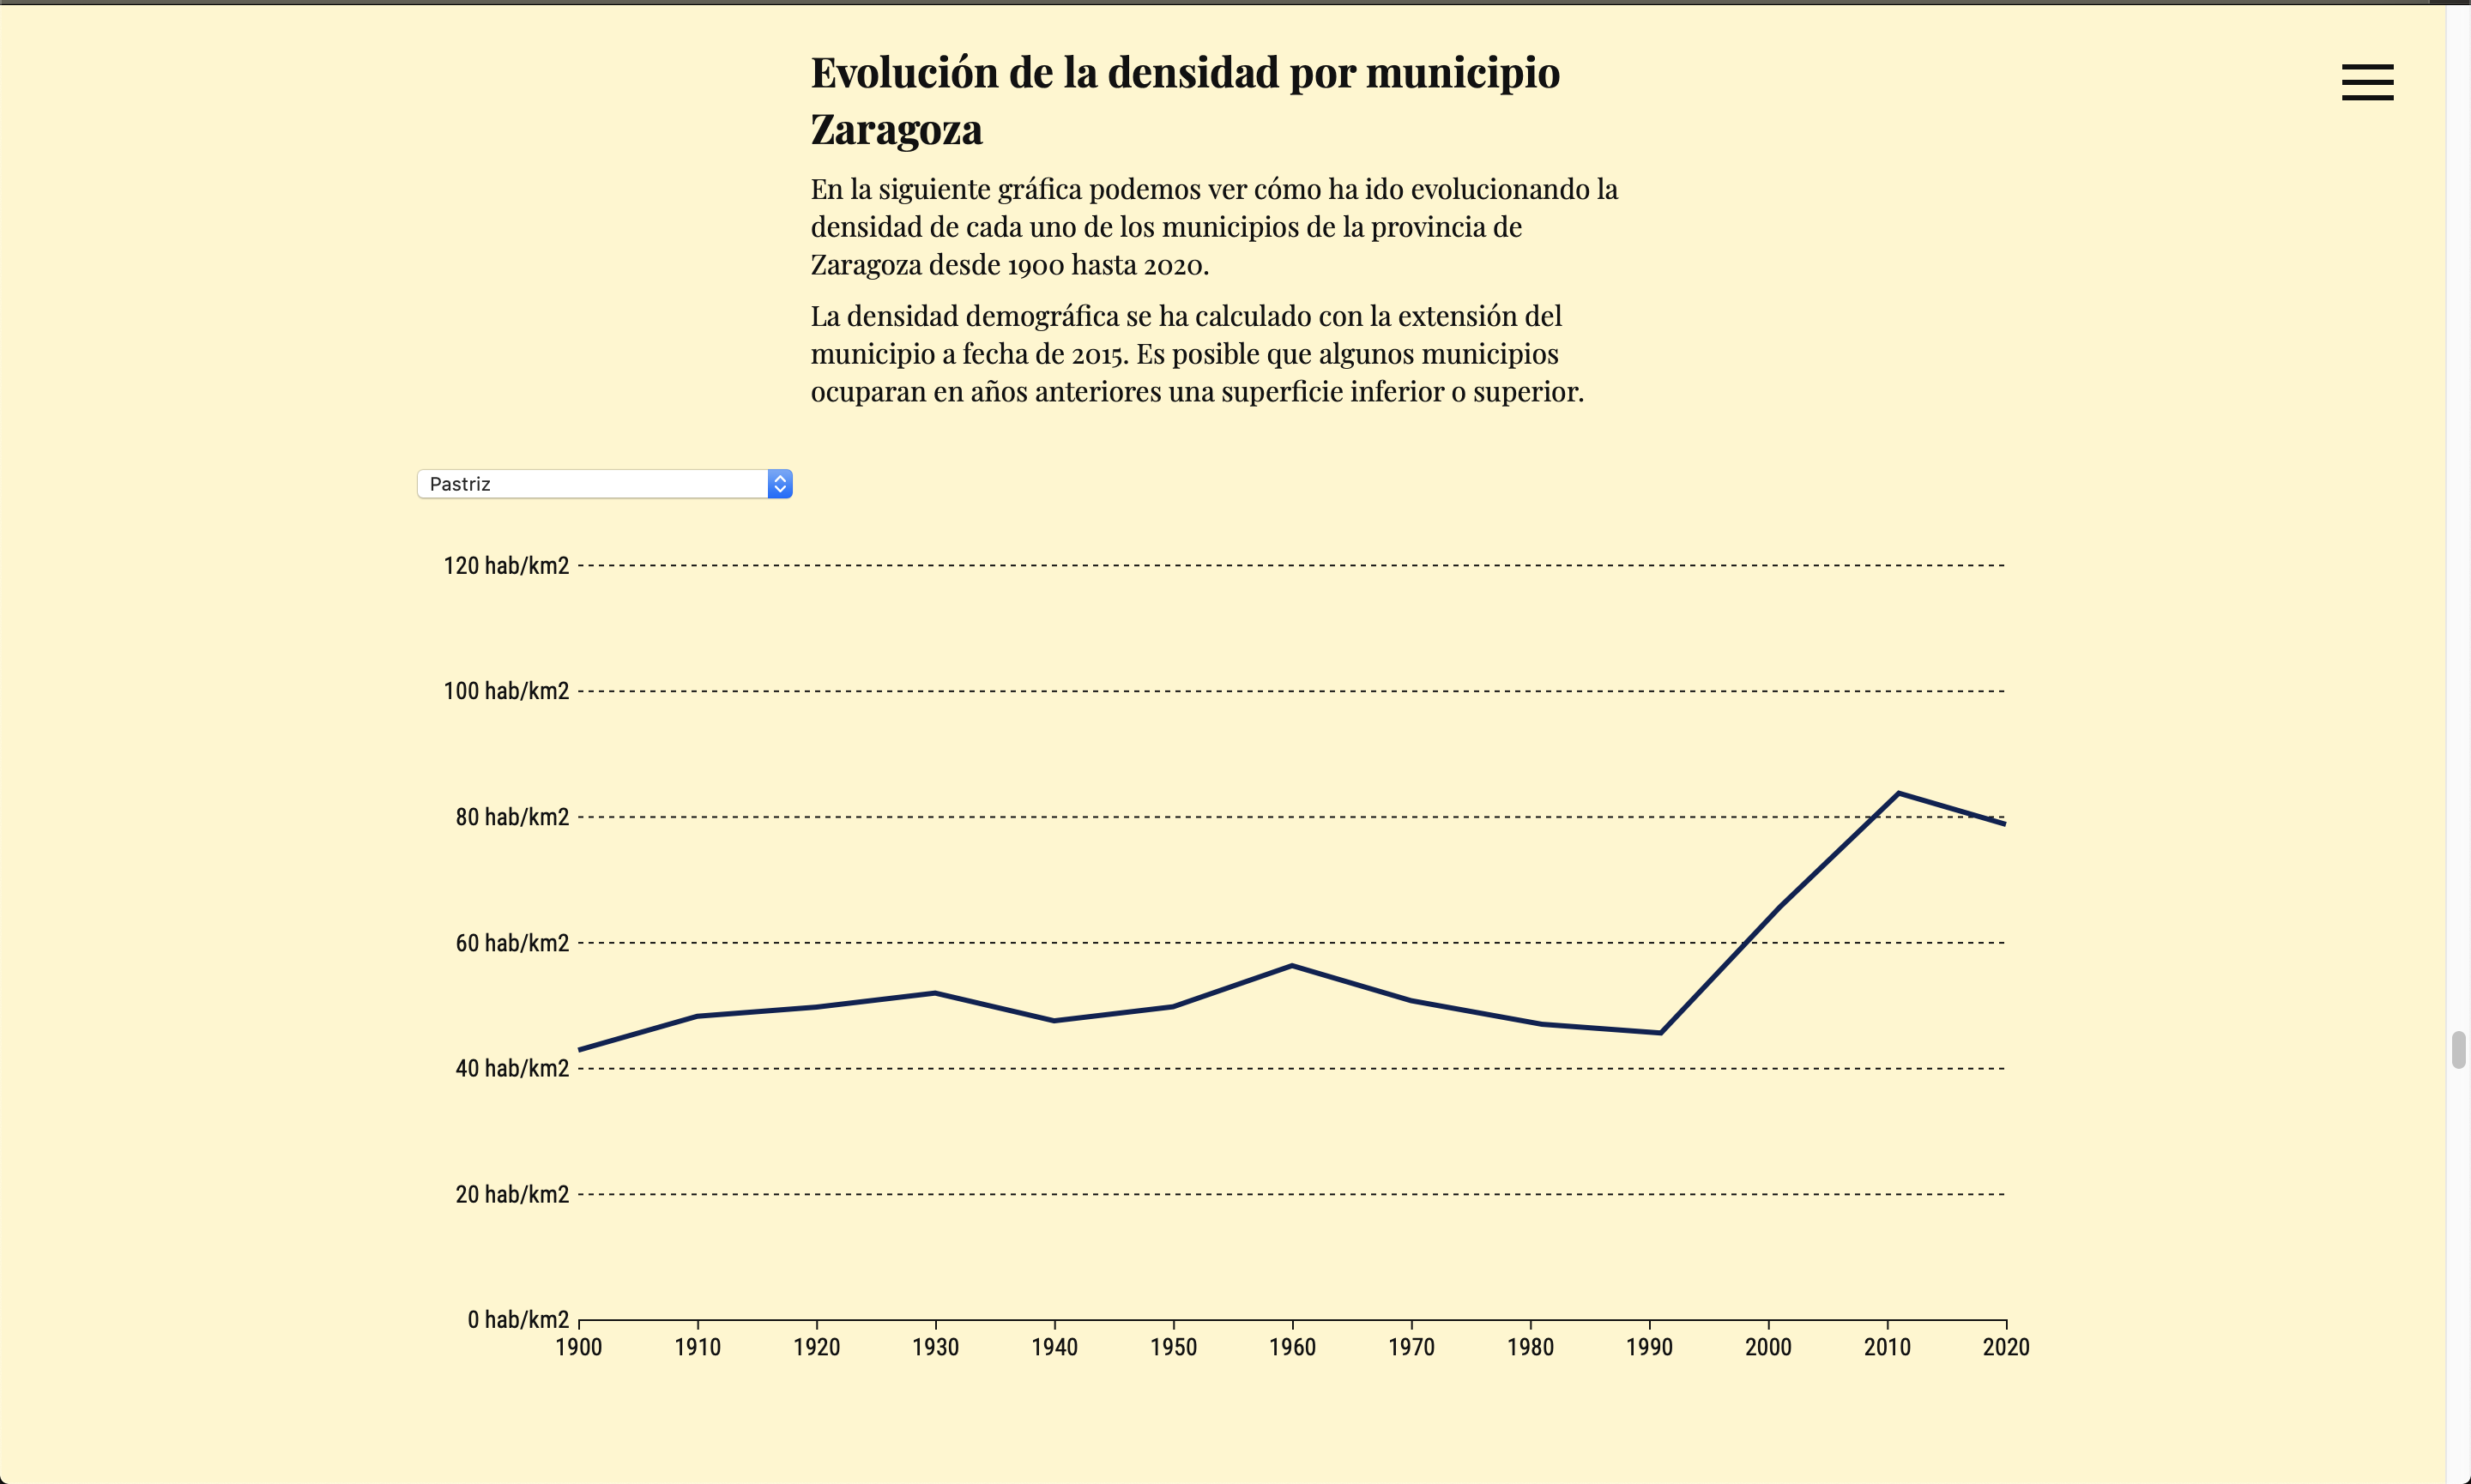 Evolución de la densidad por municipio
Zaragoza
En la siguiente gráfica podemos ver cómo ha ido evolucionando la
densidad de cada uno de los municipios de la provincia de
Zaragoza desde 1900 hasta 2020.
La densidad demográfica se ha calculado con la extensión del
municipio a fecha de 2015. Es posible que algunos municipios
ocuparan en años anteriores una superficie inferior o superior.
Pastriz
120 hab/km2
100 hab/km2
80 hab/km2
60 hab/km2
40 hab/km2
20 hab/km2
0 hab/km2
1900 1910 1920 1930 1940 1950 1960 1970 1980 1990 2000 2010 2020